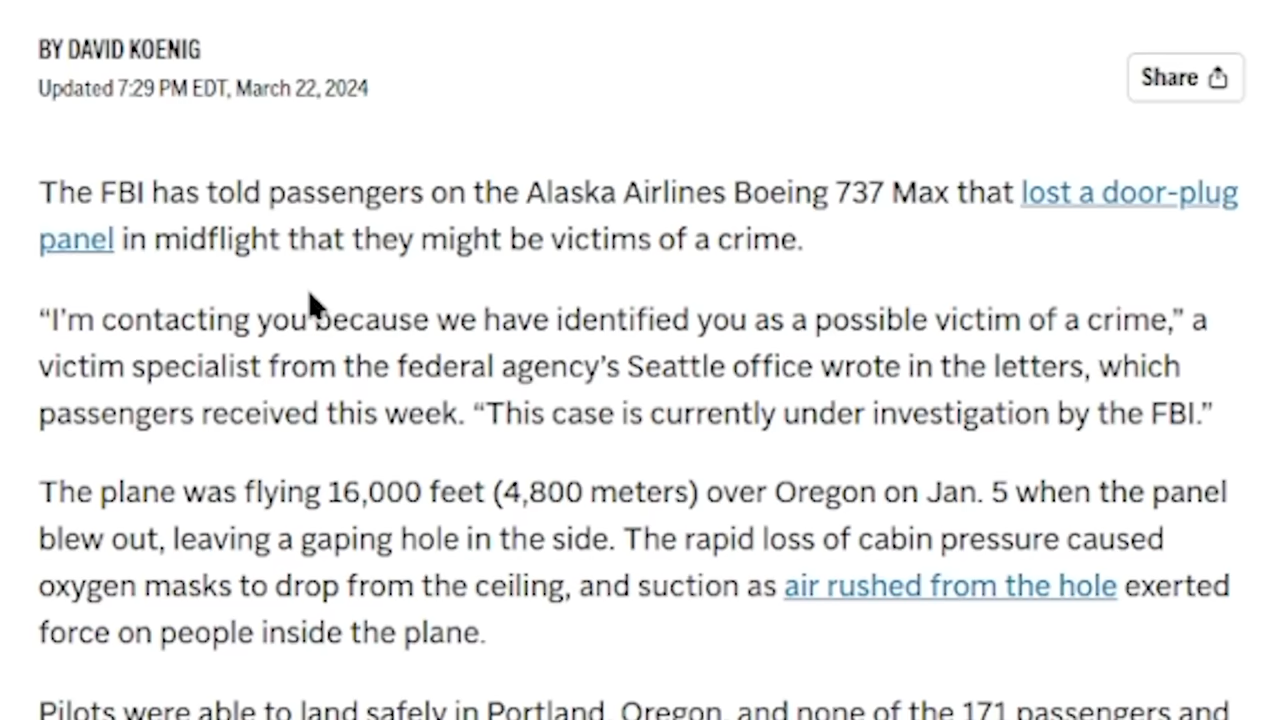 BY DAVID KOENIG
Updated 7:29 PM EDT, March 22, 2024
Share
The FBI has told passengers on the Alaska Airlines Boeing 737 Max that lost a door-plug
panel in midflight that they might be victims of a crime.
“I’m contacting you because we have identified you as a possible victim of a crime,” a
victim specialist from the federal agency’s Seattle office wrote in the letters, which
passengers received this week. “This case is currently under investigation by the FBI.”
The plane was flying 16,000 feet (4,800 meters) over Oregon on Jan. 5 when the panel
blew out, leaving a gaping hole in the side. The rapid loss of cabin pressure caused
oxygen masks to drop from the ceiling, and suction as air rushed from the hole exerted
force on people inside the plane.
Pilots were able to land safely in Portland, Oregon, and none of the 171 passengers and